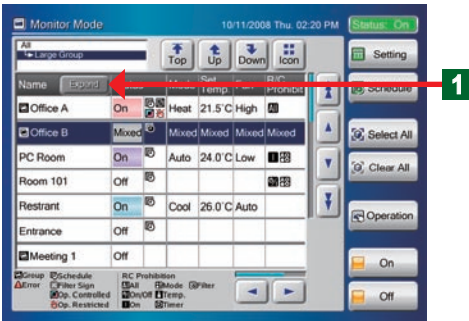 Monitor Mode 10/11/2008 Thu. 02:20 PM Status: On
All
Large Group
Top Up Down Icon
Setting
Name Expand Mode Set Temp. R/C Prohibit
Schedule
1
Office A On Heat 21.5°C High
Office B Mixed Mixed Mixed Mixed Mixed
Select All
PC Room On Auto 24.0°C Low
Clear All
Room 101 Off
Restrant On Cool 26.0°C Auto
Operation
Entrance Off
Meeting 1 Off
On
Group Schedule RC Prohibition
Error Filter Sign All Mode Filter
Op. Controlled On/Off Temp.
Op. Restricted On Timer
Off